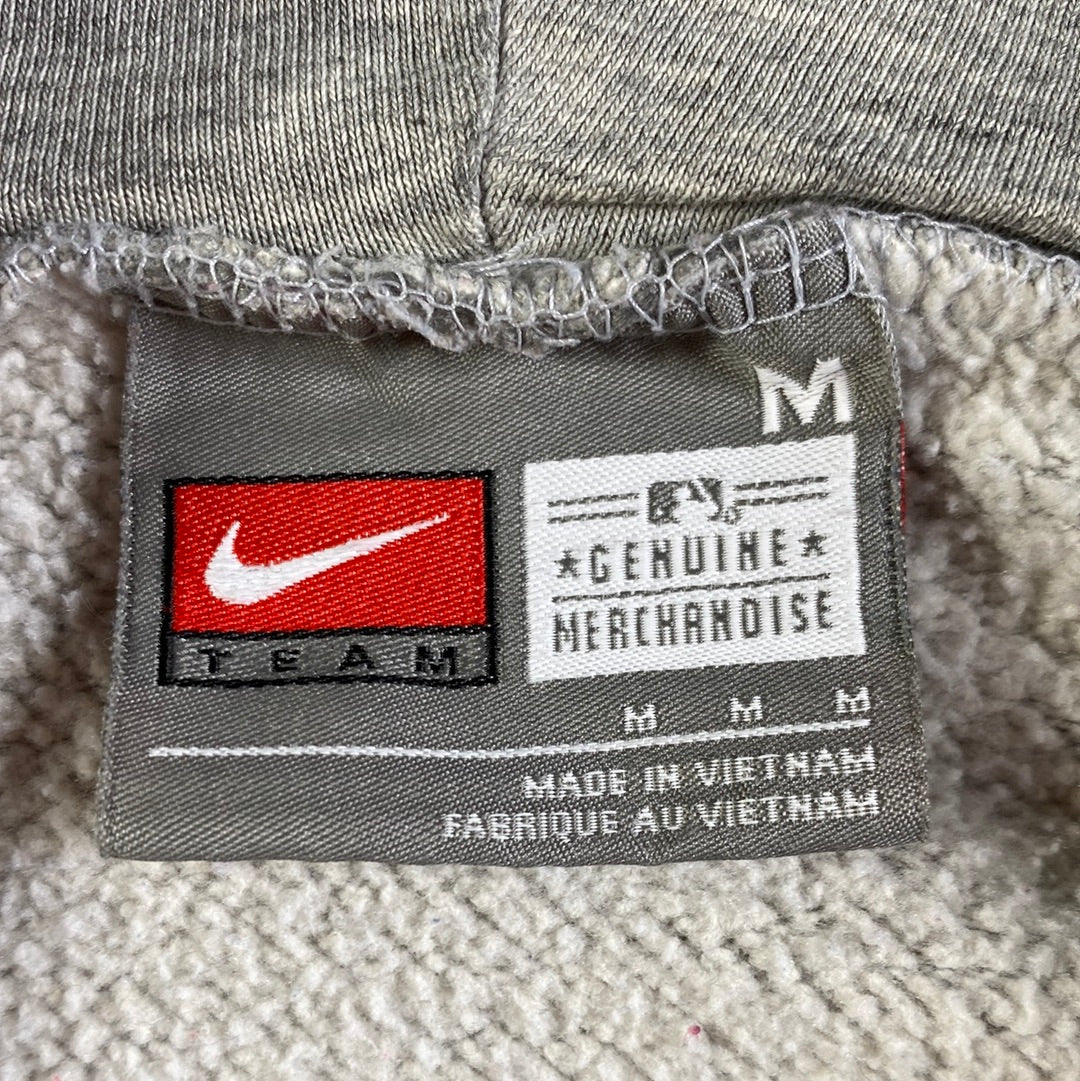 M
TEAM
★GENUINE★
MERCHANDISE
M M M
MADE IN VIETNAM
FABRIQUE AU VIETNAM